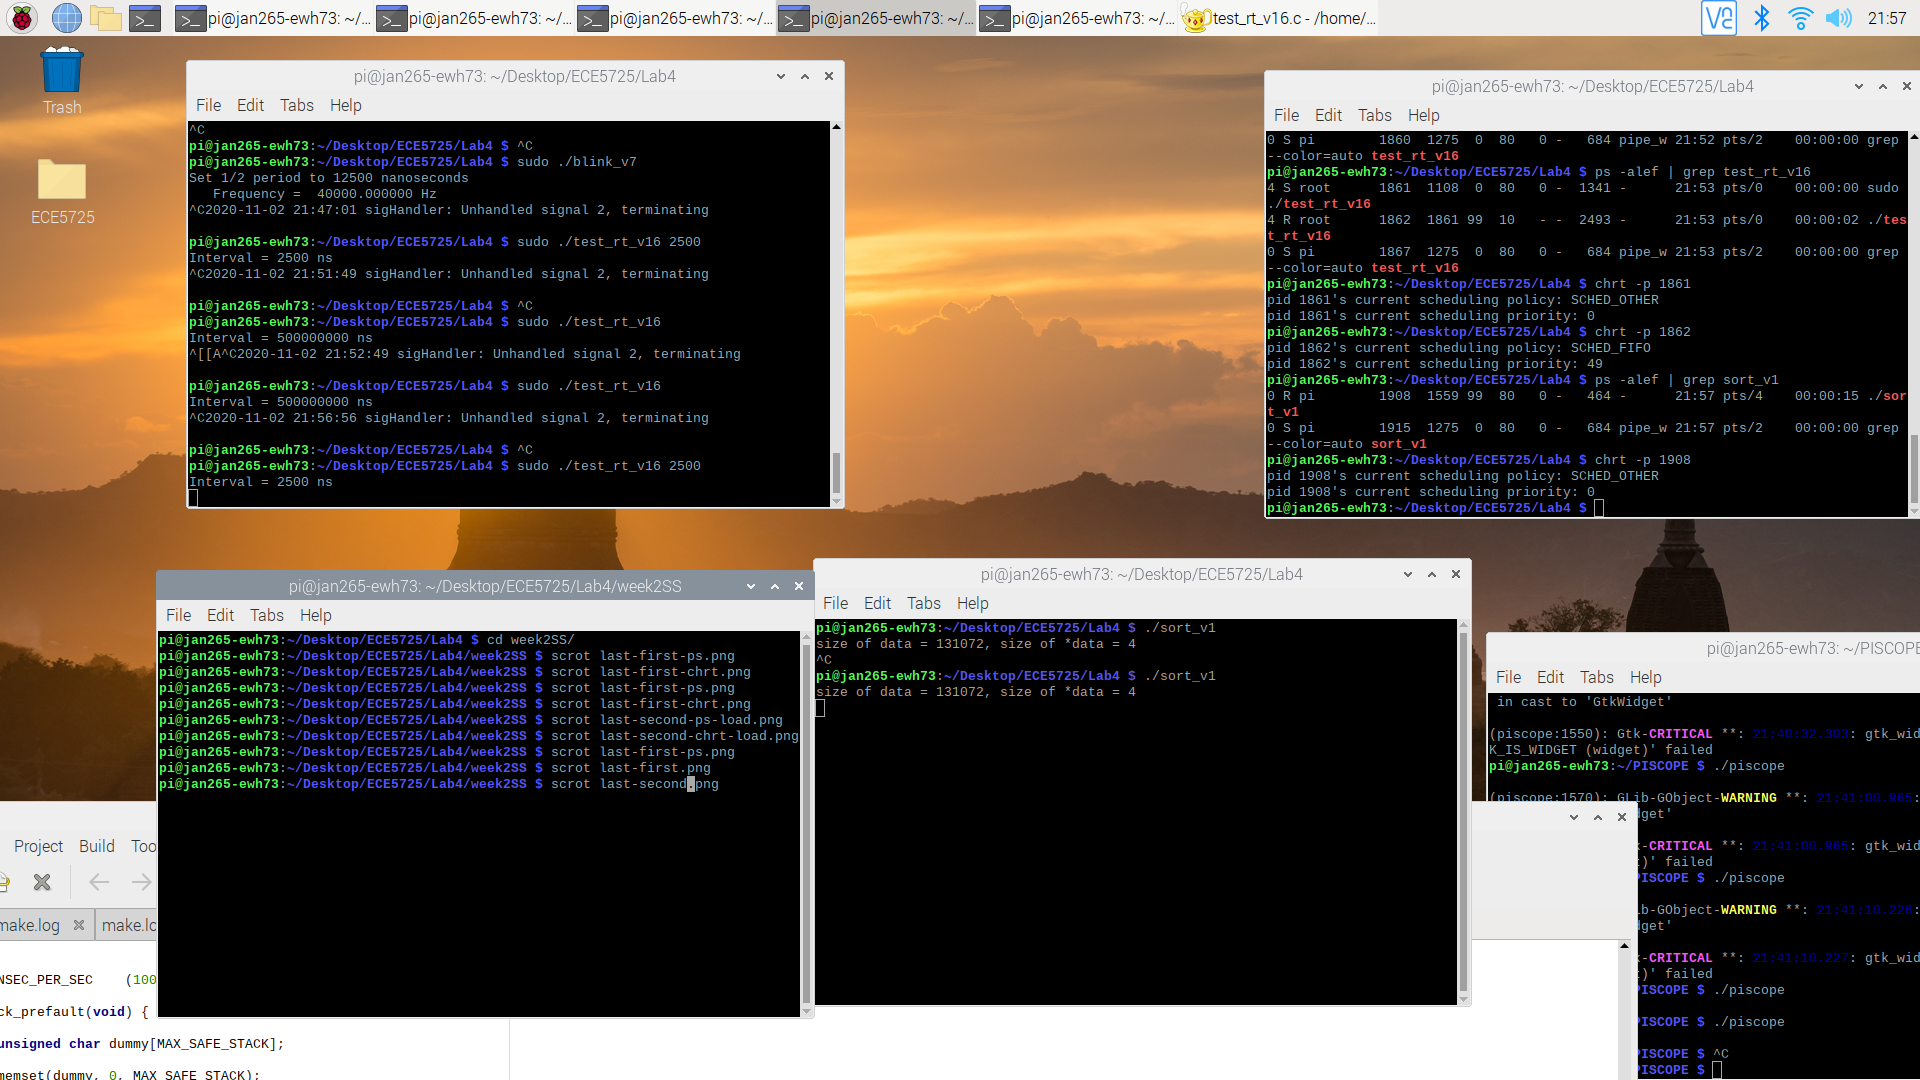 pi@jan265-ewh73: ~/...
pi@jan265-ewh73: ~/...
pi@jan265-ewh73: ~/...
pi@jan265-ewh73: ~/...
pi@jan265-ewh73: ~/...
test_rt_v16.c - /home/...
21:57
Trash
ECE5725
pi@jan265-ewh73: ~/Desktop/ECE5725/Lab4
File Edit Tabs Help
^C
pi@jan265-ewh73:~/Desktop/ECE5725/Lab4 $ ^C
pi@jan265-ewh73:~/Desktop/ECE5725/Lab4 $ sudo ./blink_v7
Set 1/2 period to 12500 nanoseconds
Frequency =  40000.000000 Hz
^C2020-11-02 21:47:01 sigHandler: Unhandled signal 2, terminating
pi@jan265-ewh73:~/Desktop/ECE5725/Lab4 $ sudo ./test_rt_v16 2500
Interval = 2500 ns
^C2020-11-02 21:51:49 sigHandler: Unhandled signal 2, terminating
pi@jan265-ewh73:~/Desktop/ECE5725/Lab4 $ ^C
pi@jan265-ewh73:~/Desktop/ECE5725/Lab4 $ sudo ./test_rt_v16
Interval = 500000000 ns
^[[A^C2020-11-02 21:52:49 sigHandler: Unhandled signal 2, terminating
pi@jan265-ewh73:~/Desktop/ECE5725/Lab4 $ sudo ./test_rt_v16
Interval = 500000000 ns
^C2020-11-02 21:56:56 sigHandler: Unhandled signal 2, terminating
pi@jan265-ewh73:~/Desktop/ECE5725/Lab4 $ ^C
pi@jan265-ewh73:~/Desktop/ECE5725/Lab4 $ sudo ./test_rt_v16 2500
Interval = 2500 ns
pi@jan265-ewh73: ~/Desktop/ECE5725/Lab4
File Edit Tabs Help
0 S pi        1860  1275  0  80   0 -   684 pipe_w 21:52 pts/2    00:00:00 grep
--color=auto test_rt_v16
pi@jan265-ewh73:~/Desktop/ECE5725/Lab4 $ ps -alef | grep test_rt_v16
4 S root      1861  1108  0  80   0 -  1341 -      21:53 pts/0    00:00:00 sudo
./test_rt_v16
4 R root      1862  1861 99  10   - -  2493 -      21:53 pts/0    00:00:02 ./tes
t_rt_v16
0 S pi        1867  1275  0  80   0 -   684 pipe_w 21:53 pts/2    00:00:00 grep
--color=auto test_rt_v16
pi@jan265-ewh73:~/Desktop/ECE5725/Lab4 $ chrt -p 1861
pid 1861's current scheduling policy: SCHED_OTHER
pid 1861's current scheduling priority: 0
pi@jan265-ewh73:~/Desktop/ECE5725/Lab4 $ chrt -p 1862
pid 1862's current scheduling policy: SCHED_FIFO
pid 1862's current scheduling priority: 49
pi@jan265-ewh73:~/Desktop/ECE5725/Lab4 $ ps -alef | grep sort_v1
0 R pi        1908  1559 99  80   0 -   464 -      21:57 pts/4    00:00:15 ./sor
t_v1
0 S pi        1915  1275  0  80   0 -   684 pipe_w 21:57 pts/2    00:00:00 grep
--color=auto sort_v1
pi@jan265-ewh73:~/Desktop/ECE5725/Lab4 $ chrt -p 1908
pid 1908's current scheduling policy: SCHED_OTHER
pid 1908's current scheduling priority: 0
pi@jan265-ewh73:~/Desktop/ECE5725/Lab4 $
pi@jan265-ewh73: ~/Desktop/ECE5725/Lab4/week2SS
File Edit Tabs Help
pi@jan265-ewh73:~/Desktop/ECE5725/Lab4 $ cd week2SS/
pi@jan265-ewh73:~/Desktop/ECE5725/Lab4/week2SS $ scrot last-first-ps.png
pi@jan265-ewh73:~/Desktop/ECE5725/Lab4/week2SS $ scrot last-first-chrt.png
pi@jan265-ewh73:~/Desktop/ECE5725/Lab4/week2SS $ scrot last-first-ps.png
pi@jan265-ewh73:~/Desktop/ECE5725/Lab4/week2SS $ scrot last-first-chrt.png
pi@jan265-ewh73:~/Desktop/ECE5725/Lab4/week2SS $ scrot last-second-ps-load.png
pi@jan265-ewh73:~/Desktop/ECE5725/Lab4/week2SS $ scrot last-second-chrt-load.png
pi@jan265-ewh73:~/Desktop/ECE5725/Lab4/week2SS $ scrot last-first-ps.png
pi@jan265-ewh73:~/Desktop/ECE5725/Lab4/week2SS $ scrot last-first.png
pi@jan265-ewh73:~/Desktop/ECE5725/Lab4/week2SS $ scrot last-second.png
pi@jan265-ewh73: ~/Desktop/ECE5725/Lab4
File Edit Tabs Help
pi@jan265-ewh73:~/Desktop/ECE5725/Lab4 $ ./sort_v1
size of data = 131072, size of *data = 4
^C
pi@jan265-ewh73:~/Desktop/ECE5725/Lab4 $ ./sort_v1
size of data = 131072, size of *data = 4
pi@jan265-ewh73: ~/PISCOPE
File Edit Tabs Help
in cast to 'GtkWidget'
(piscope:1550): Gtk-CRITICAL **: 21:40:32.303: gtk_wid
K_IS_WIDGET (widget)' failed
pi@jan265-ewh73:~/PISCOPE $ ./piscope
(piscope:1570): GLib-GObject-WARNING **: 21:41:00.965:
dget'
k-CRITICAL **: 21:41:00.965: gtk_wid
t)' failed
PISCOPE $ ./piscope
ib-GObject-WARNING **: 21:41:10.226:
dget'
k-CRITICAL **: 21:41:10.227: gtk_wid
t)' failed
PISCOPE $ ./piscope
PISCOPE $ ./piscope
PISCOPE $ ^C
PISCOPE $
Project Build Too
make.log make.lo
NSEC_PER_SEC    (100
ck_prefault(void) {
unsigned char dummy[MAX_SAFE_STACK];
memset(dummy, 0, MAX_SAFE_STACK);